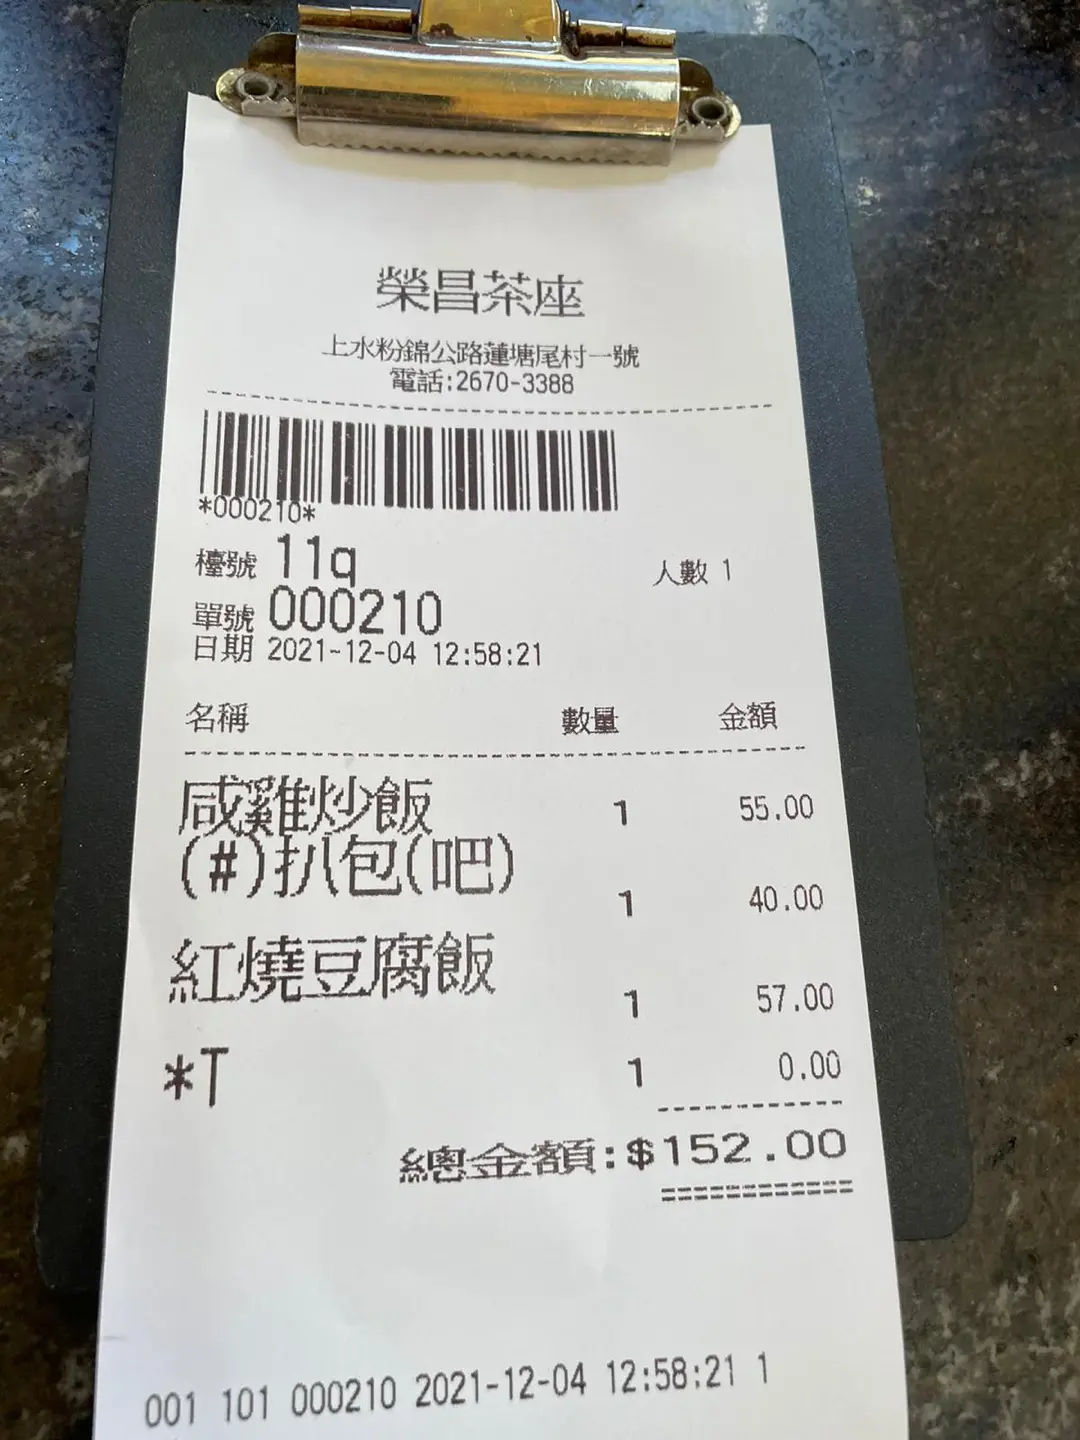 榮昌茶座
上水粉錦公路蓮塘尾村一號
電話:2670-3388
*000210*
檯號 11q 人數 1
單號 000210
日期 2021-12-04 12:58:21
名稱 數量 金額
咸雞炒飯 1 55.00
(#)扒包(吧) 1 40.00
紅燒豆腐飯 1 57.00
*T 1 0.00
總金額:$152.00
001 101 000210 2021-12-04 12:58:21 1